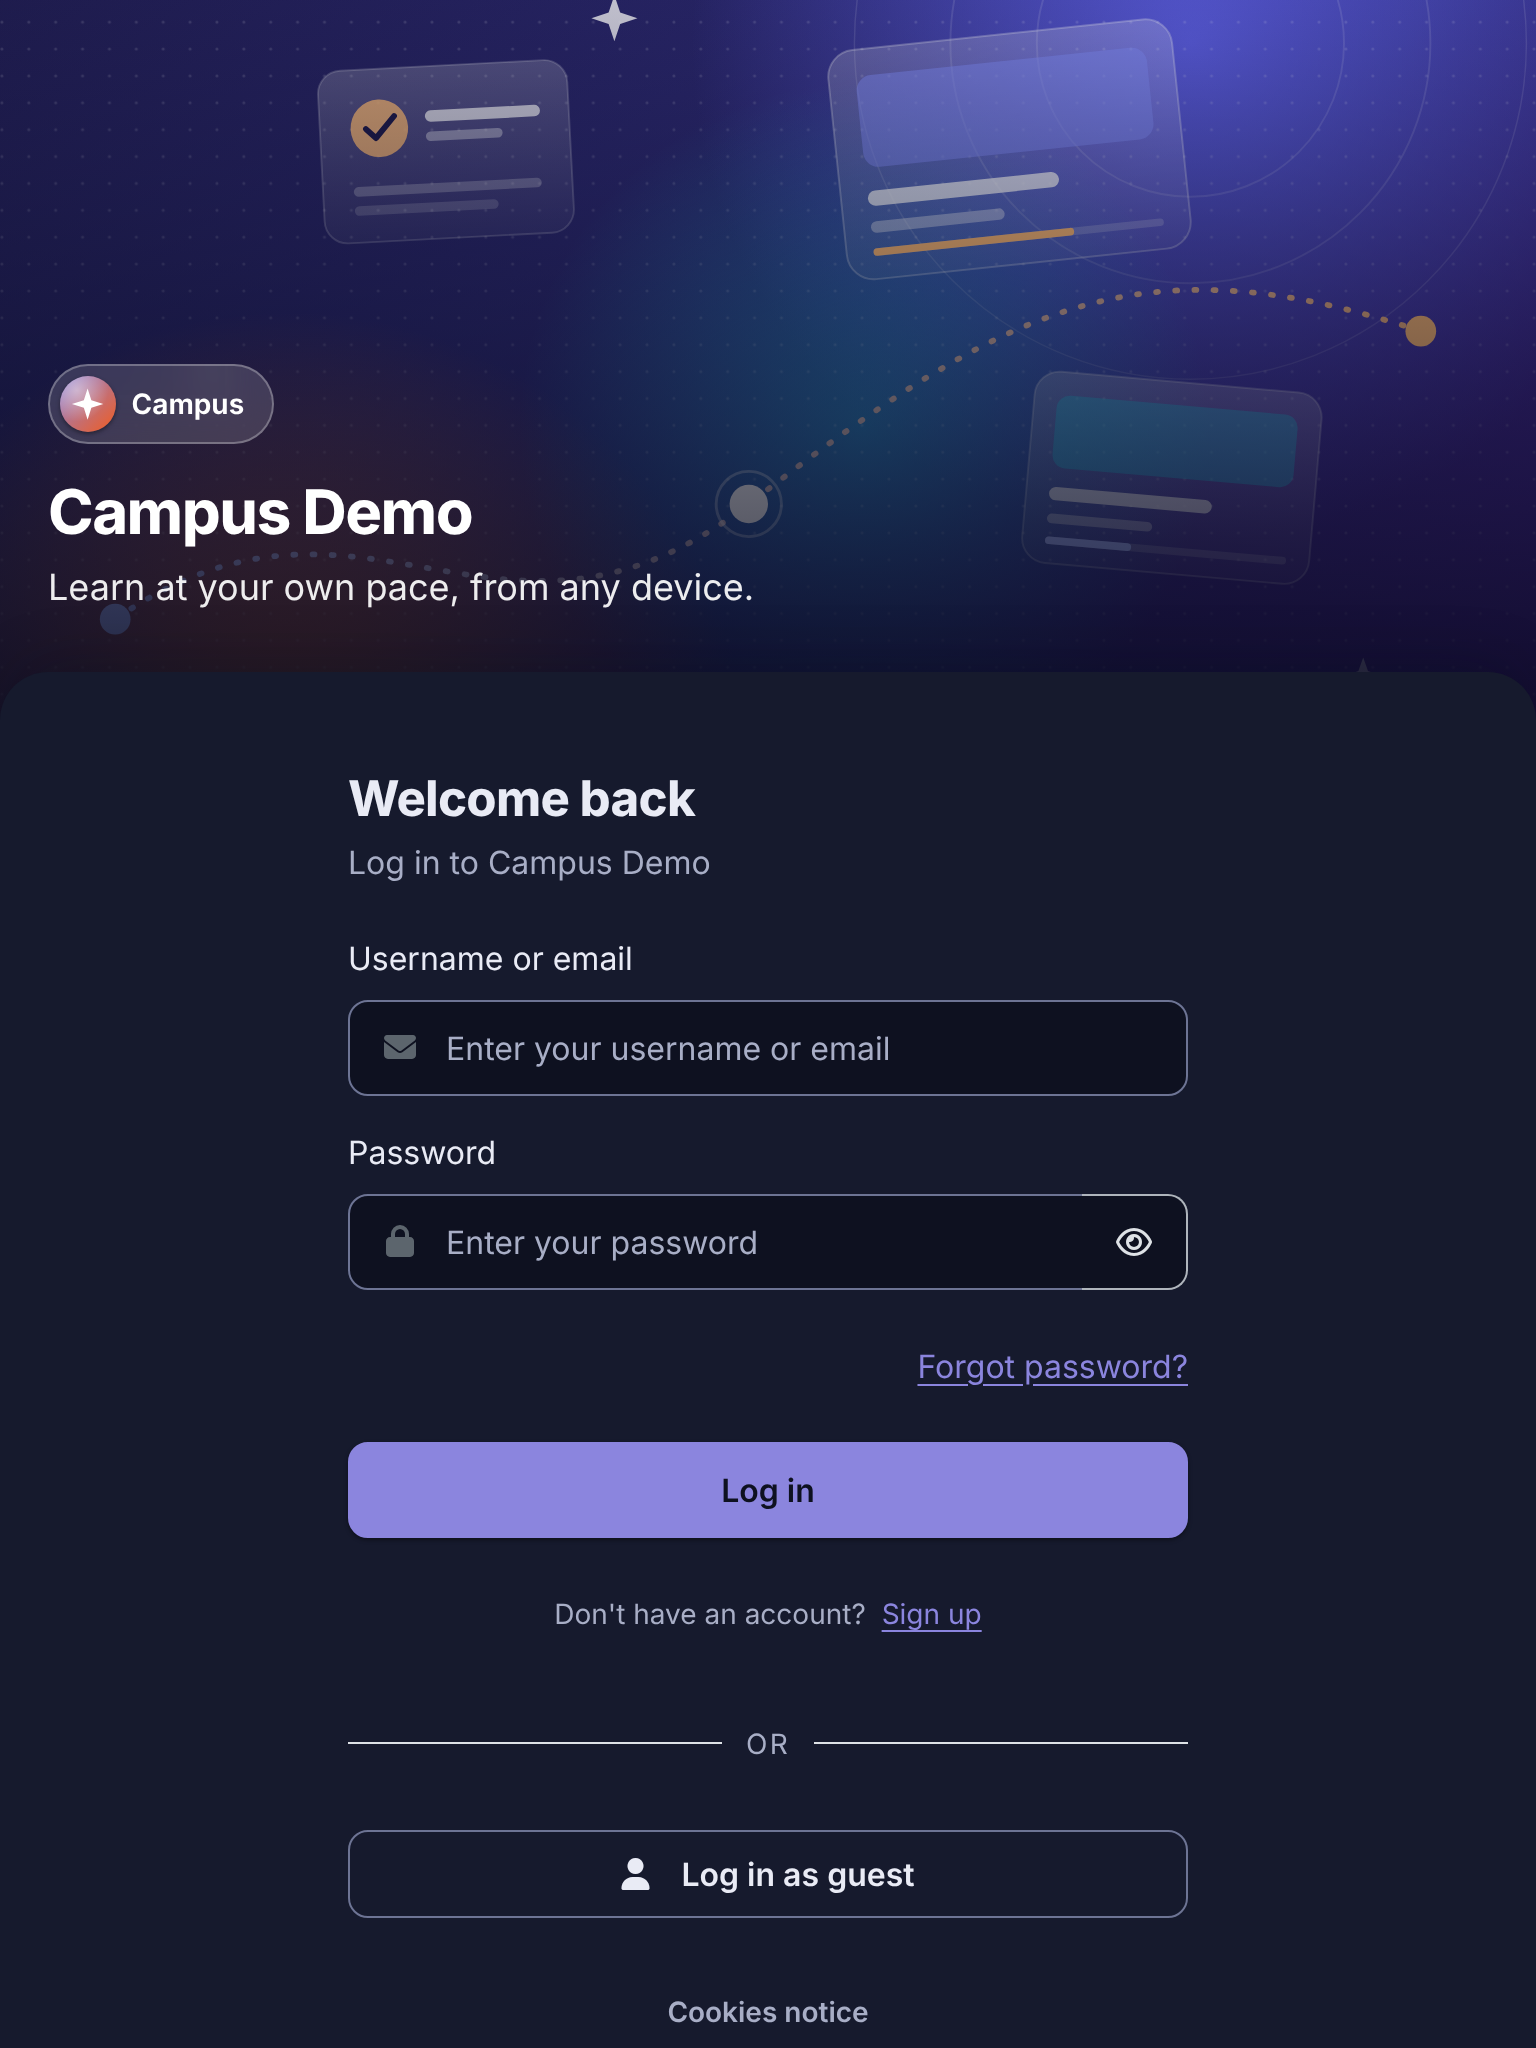 Campus
Campus Demo
Learn at your own pace, from any device.
Welcome back
Log in to Campus Demo
Username or email
Enter your username or email
Password
Enter your password
Forgot password?
Log in
Don't have an account? Sign up
OR
Log in as guest
Cookies notice